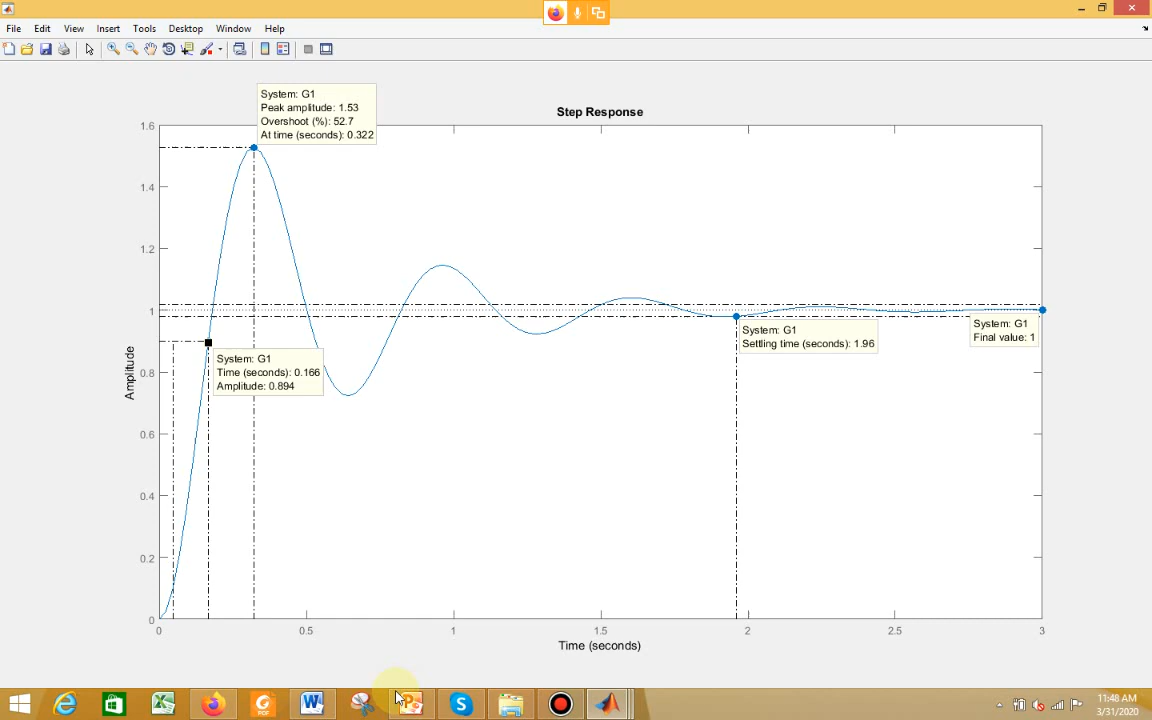 File Edit View Insert Tools Desktop Window Help
System: G1
Peak amplitude: 1.53
Overshoot (%): 52.7
At time (seconds): 0.322
Step Response
1.6
1.4
1.2
1
0.8
0.6
0.4
0.2
0
Amplitude
System: G1
Time (seconds): 0.166
Amplitude: 0.894
System: G1
Settling time (seconds): 1.96
System: G1
Final value: 1
0 0.5 1 1.5 2 2.5 3
Time (seconds)
11:48 AM
3/31/2020